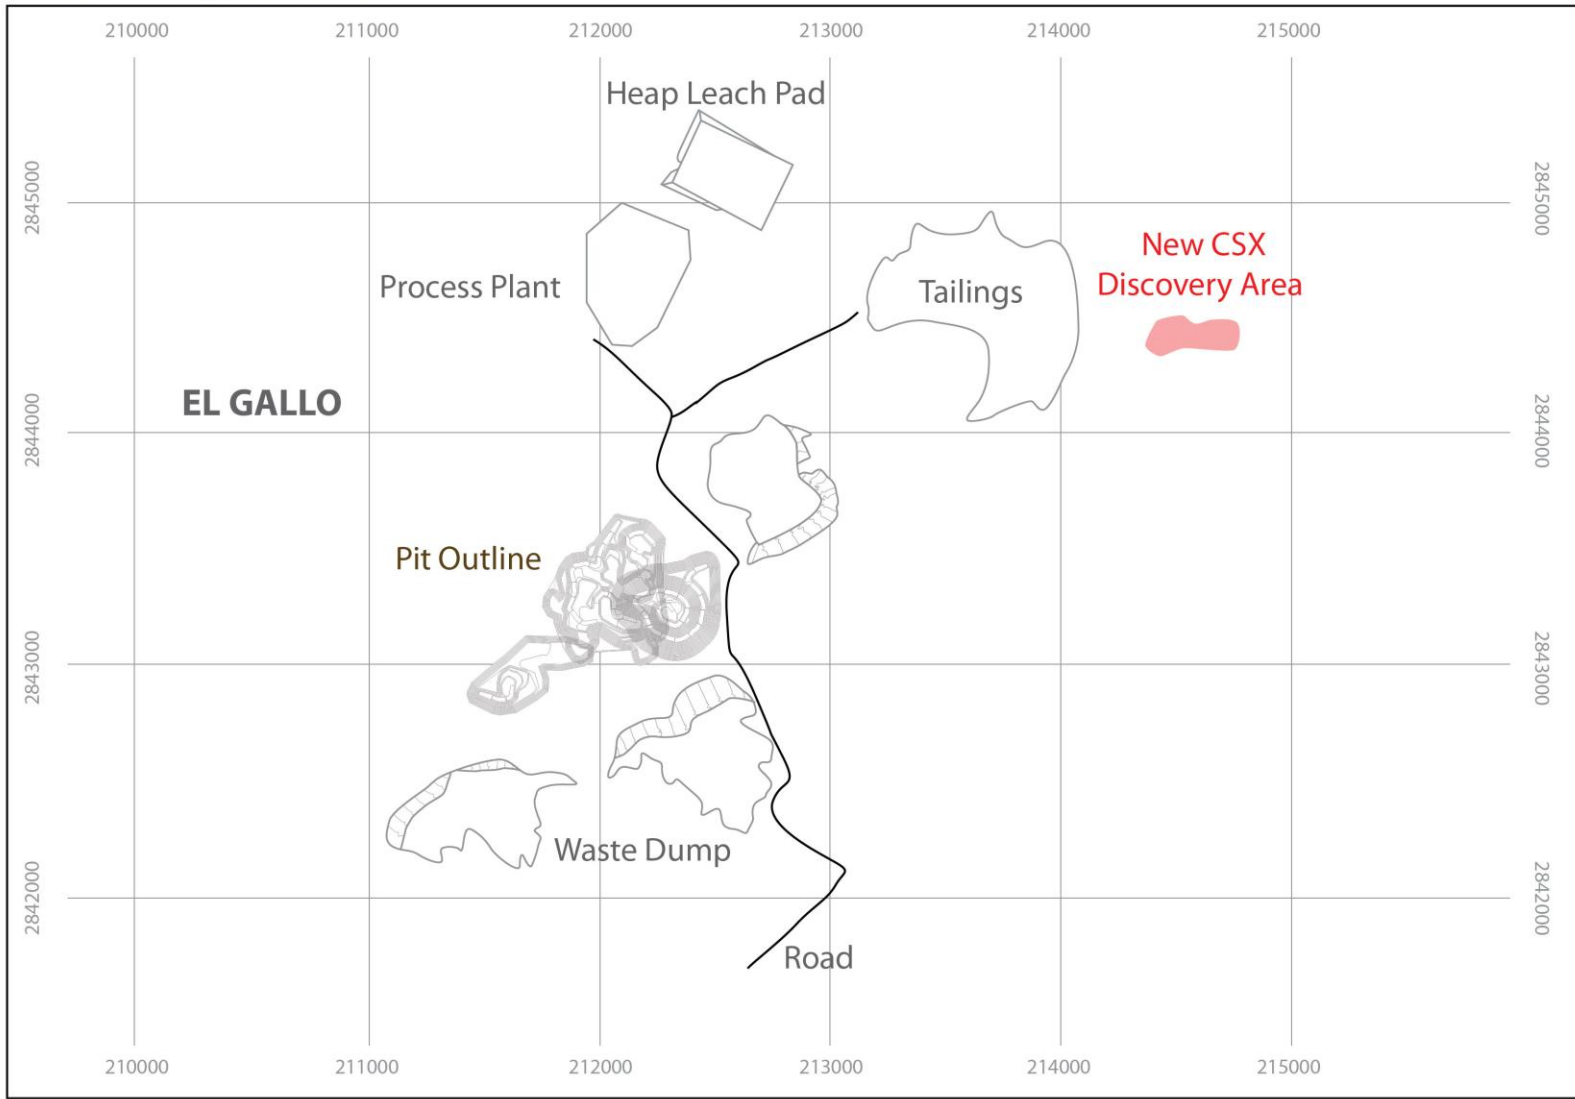 210000 211000 212000 213000 214000 215000
Heap Leach Pad
2845000 2845000
New CSX
Discovery Area
Process Plant
Tailings
EL GALLO
2844000 2844000
Pit Outline
2843000 2843000
Waste Dump
2842000 2842000
Road
210000 211000 212000 213000 214000 215000